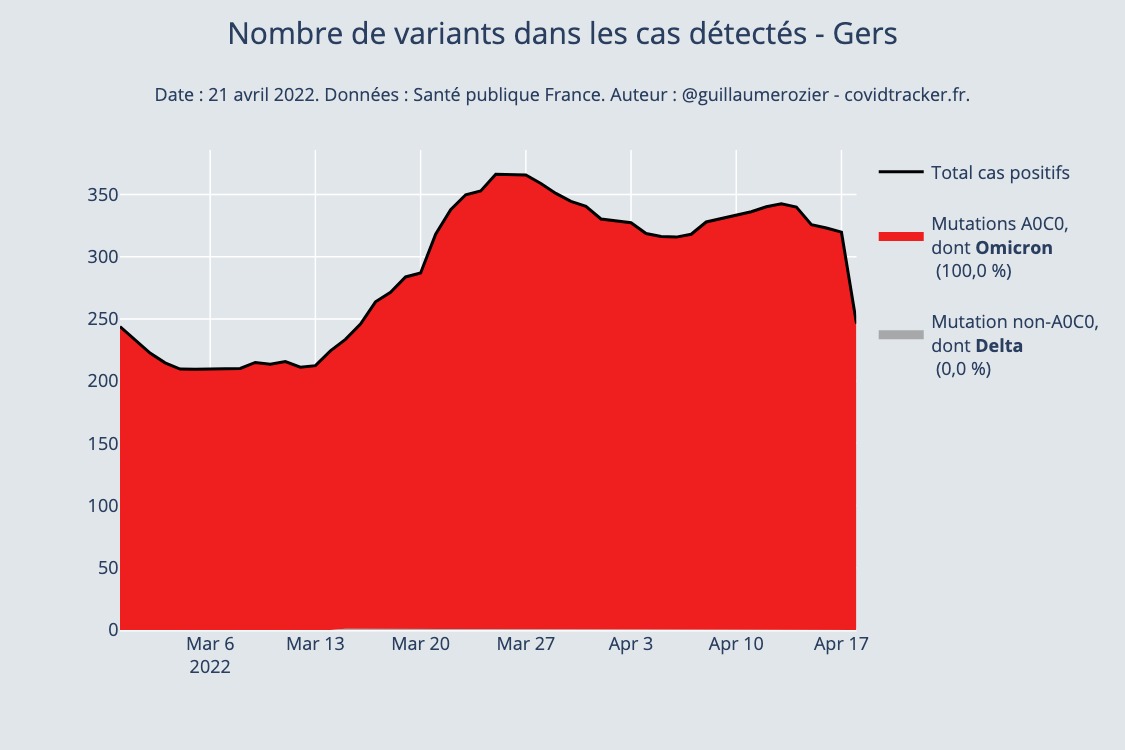 Nombre de variants dans les cas détectés - Gers
Date : 21 avril 2022. Données : Santé publique France. Auteur : @guillaumerozier - covidtracker.fr.
Total cas positifs
Mutations A0C0,
dont Omicron
(100,0 %)
Mutation non-A0C0,
dont Delta
(0,0 %)
350
300
250
200
150
100
50
0
Mar 6
2022
Mar 13
Mar 20
Mar 27
Apr 3
Apr 10
Apr 17